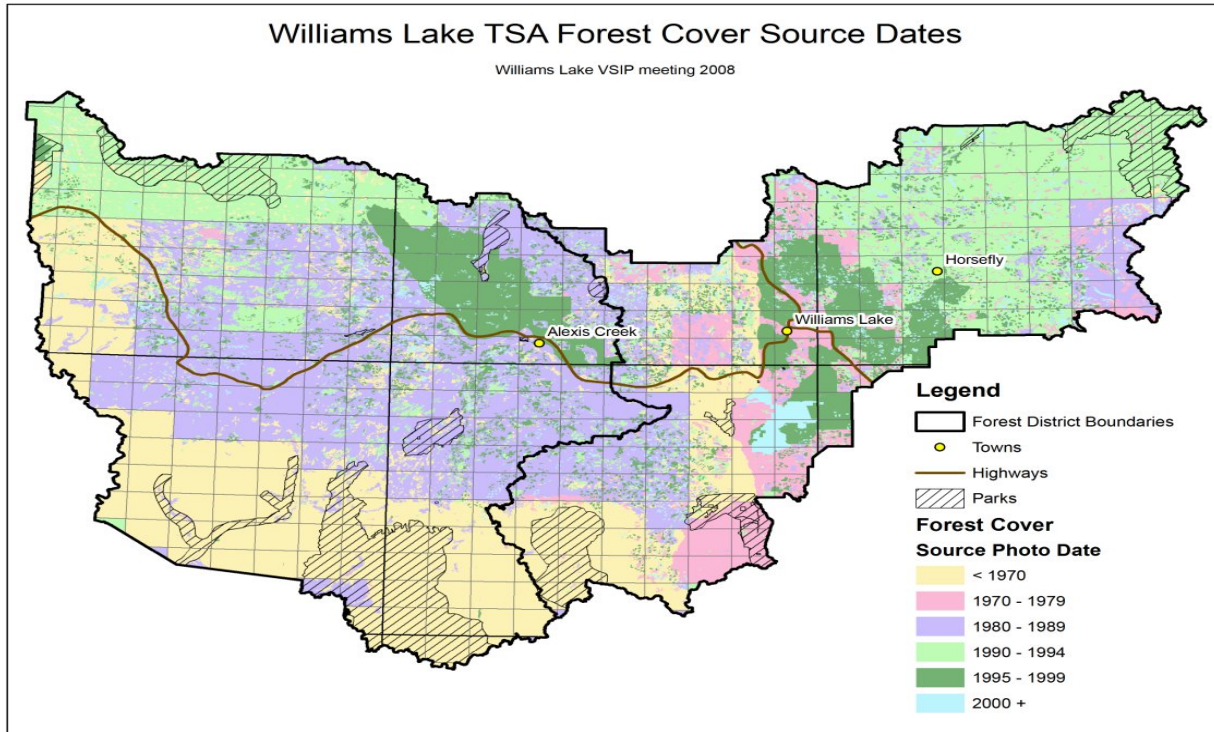 Williams Lake TSA Forest Cover Source Dates
Williams Lake VSIP meeting 2008
Horsefly
Williams Lake
Alexis Creek
Legend
Forest District Boundaries
Towns
Highways
Parks
Forest Cover
Source Photo Date
< 1970
1970 - 1979
1980 - 1989
1990 - 1994
1995 - 1999
2000 +